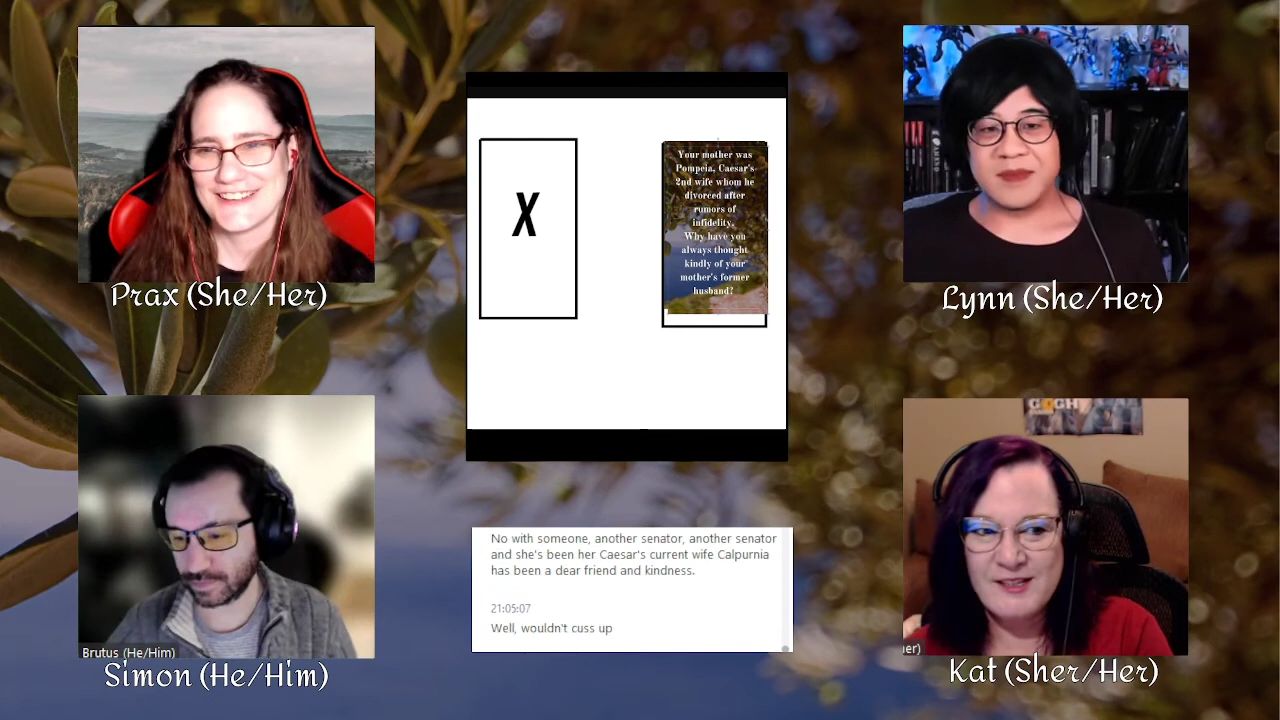 GOGH
X
Your mother was
Pompeia, Caesar's
2nd wife whom he
divorced after
rumors of
infidelity.
Why have you
always thought
kindly of your
mother's former
husband?
Prax (She/Her)
Lynn (She/Her)
No with someone, another senator, another senator
and she's been her Caesar's current wife Calpurnia
has been a dear friend and kindness.
21:05:07
Well, wouldn't cuss up
Brutus (He/Him)
her)
Simon (He/Him)
Kat (Sher/Her)